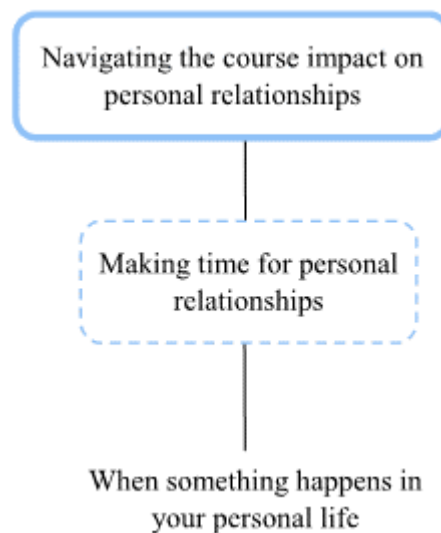 Navigating the course impact on
personal relationships
Making time for personal
relationships
When something happens in
your personal life